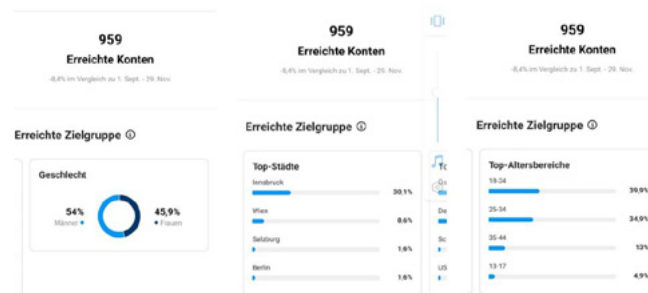 959
Erreichte Konten
-8,4% im Vergleich zu 1. Sept. - 29. Nov.
Erreichte Zielgruppe
Geschlecht
54%
Männer
45,9%
Frauen
959
Erreichte Konten
-8,4% im Vergleich zu 1. Sept. - 29. Nov.
Erreichte Zielgruppe
Top-Städte
Innsbruck
30,1%
Wien
8,6%
Salzburg
1,6%
Berlin
1,6%
De
Sc
US
959
Erreichte Konten
-8,4% im Vergleich zu 1. Sept. - 29. Nov.
Erreichte Zielgruppe
Top-Altersbereiche
18-24
39,9%
25-34
34,9%
35-44
13%
13-17
4,9%